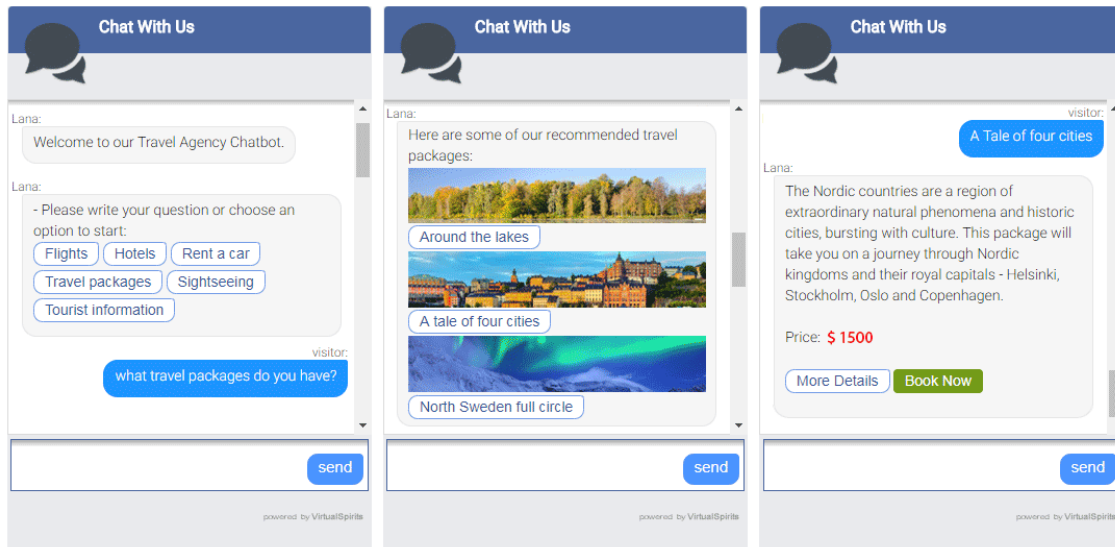 Chat With Us
Lana:
Welcome to our Travel Agency Chatbot.
Lana:
- Please write your question or choose an
option to start:
Flights Hotels Rent a car
Travel packages Sightseeing
Tourist information
visitor:
what travel packages do you have?
send
powered by VirtualSpirits
Chat With Us
Lana:
Here are some of our recommended travel
packages:
Around the lakes
A tale of four cities
North Sweden full circle
send
powered by VirtualSpirits
Chat With Us
visitor:
A Tale of four cities
Lana:
The Nordic countries are a region of
extraordinary natural phenomena and historic
cities, bursting with culture. This package will
take you on a journey through Nordic
kingdoms and their royal capitals - Helsinki,
Stockholm, Oslo and Copenhagen.
Price: $ 1500
More Details Book Now
send
powered by VirtualSpirits